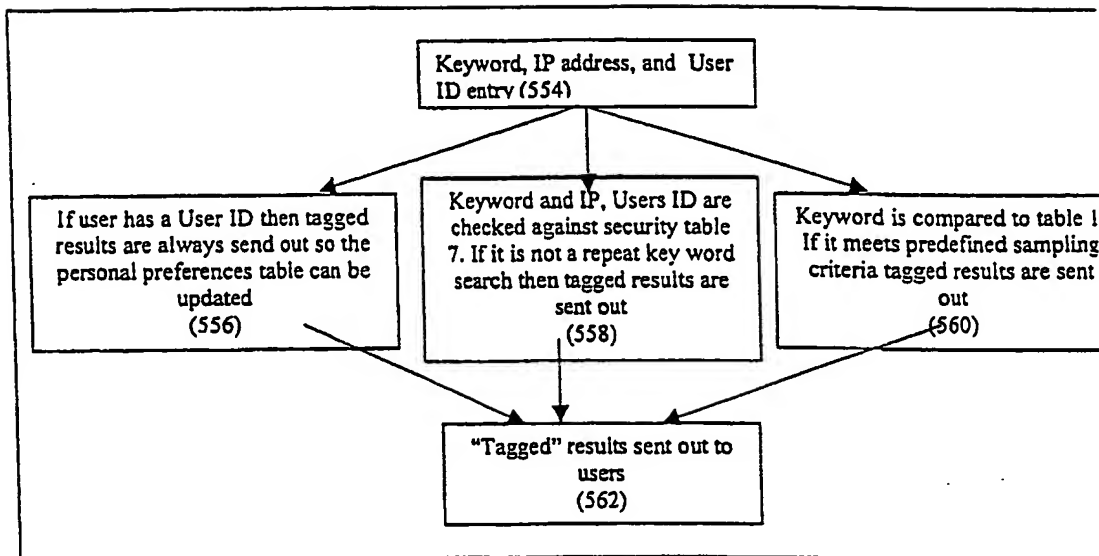 Keyword, IP address, and User
ID entry (554)
If user has a User ID then tagged
results are always send out so the
personal preferences table can be
updated
(556)
Keyword and IP, Users ID are
checked against security table
7. If it is not a repeat key word
search then tagged results are
sent out
(558)
Keyword is compared to table 1.
If it meets predefined sampling
criteria tagged results are sent
out
(560)
"Tagged" results sent out to
users
(562)